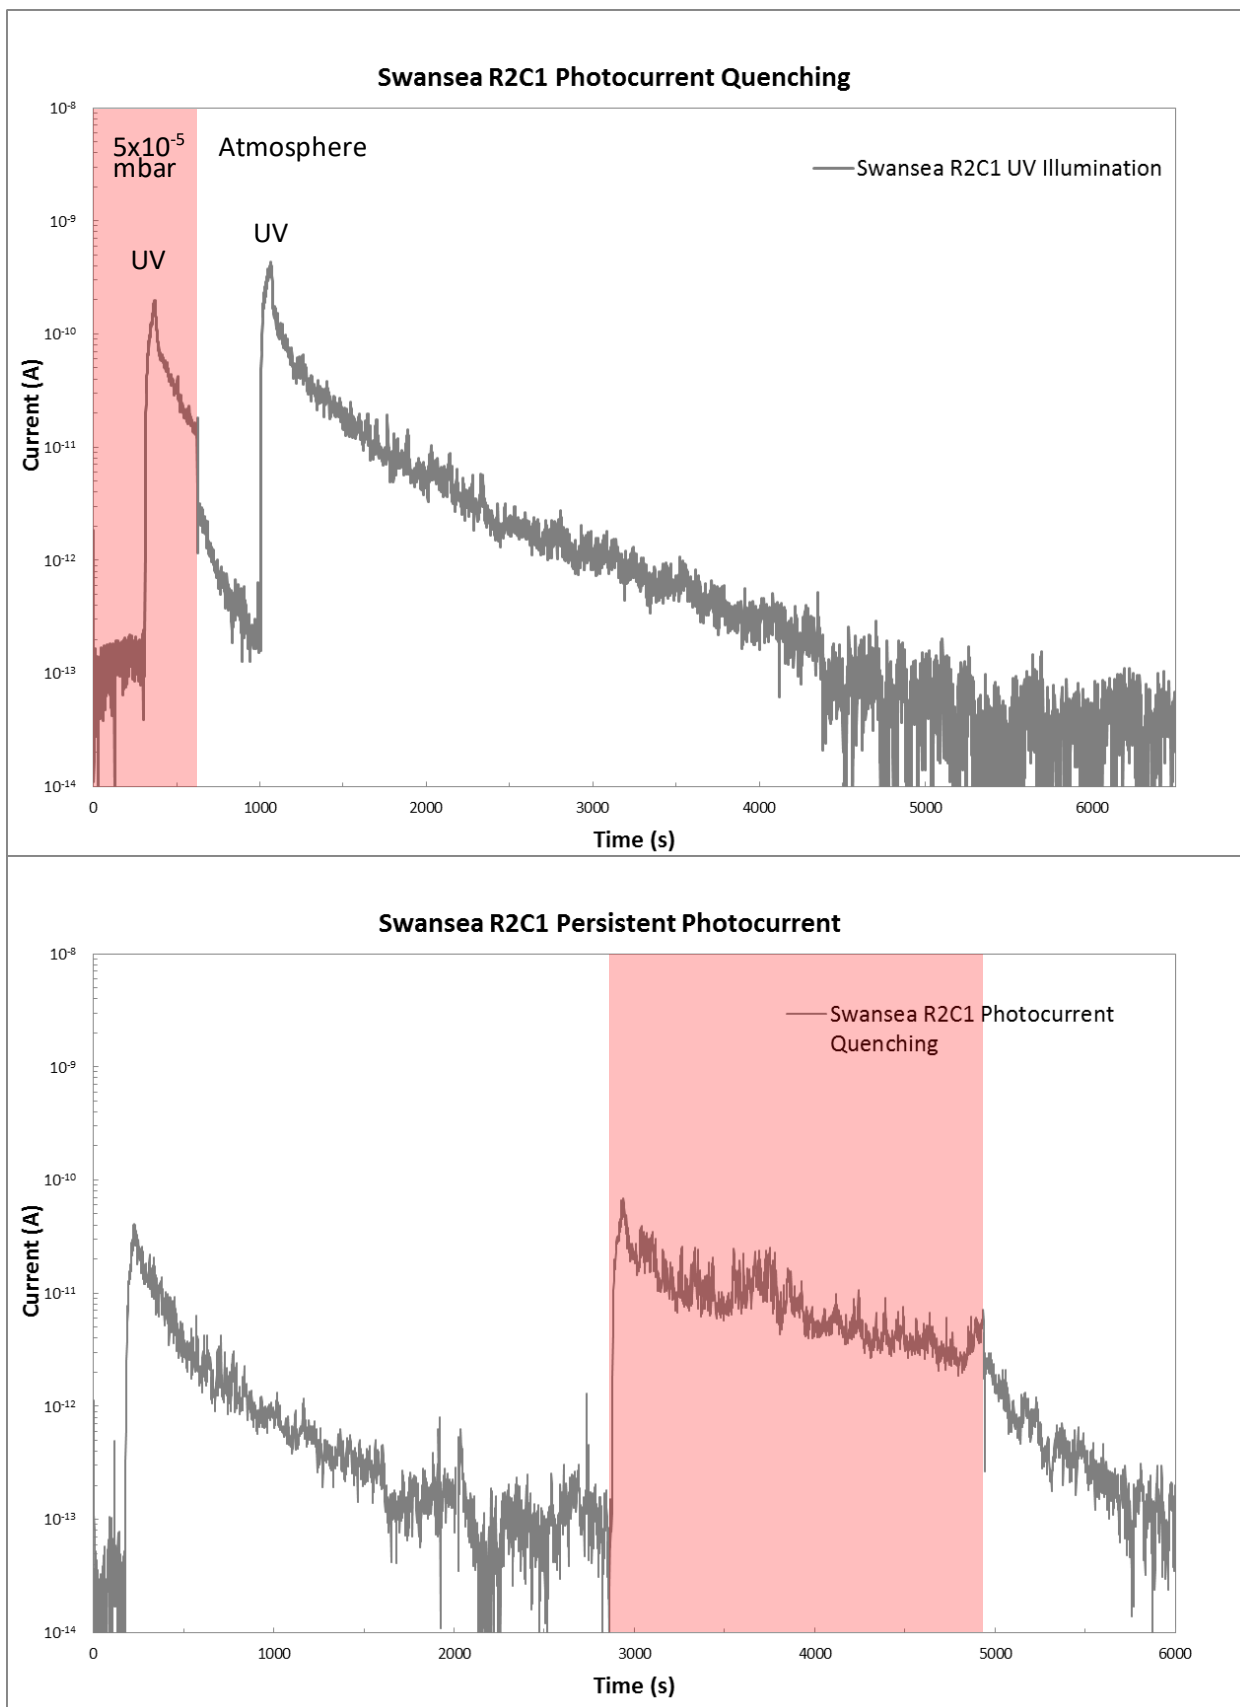 Swansea R2C1 Photocurrent Quenching
10⁻⁸
5x10⁻⁵
mbar
Atmosphere
Swansea R2C1 UV Illumination
10⁻⁹
UV
UV
10⁻¹⁰
Current (A)
10⁻¹¹
10⁻¹²
10⁻¹³
10⁻¹⁴
0 1000 2000 3000 4000 5000 6000
Time (s)
Swansea R2C1 Persistent Photocurrent
10⁻⁸
Swansea R2C1 Photocurrent
Quenching
10⁻⁹
10⁻¹⁰
Current (A)
10⁻¹¹
10⁻¹²
10⁻¹³
10⁻¹⁴
0 1000 2000 3000 4000 5000 6000
Time (s)